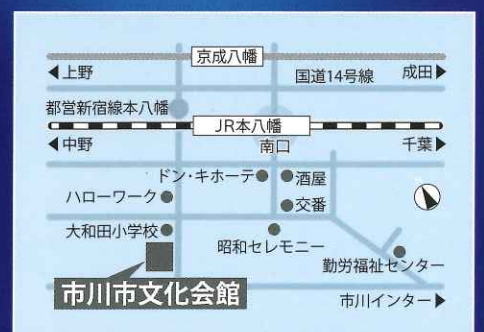 京成八幡
◀上野
国道14号線
成田▶
都営新宿線本八幡
JR本八幡
◀中野
南口
千葉▶
ドン・キホーテ
酒屋
ハローワーク
交番
大和田小学校
昭和セレモニー
勤労福祉センター
市川市文化会館
市川インター▶